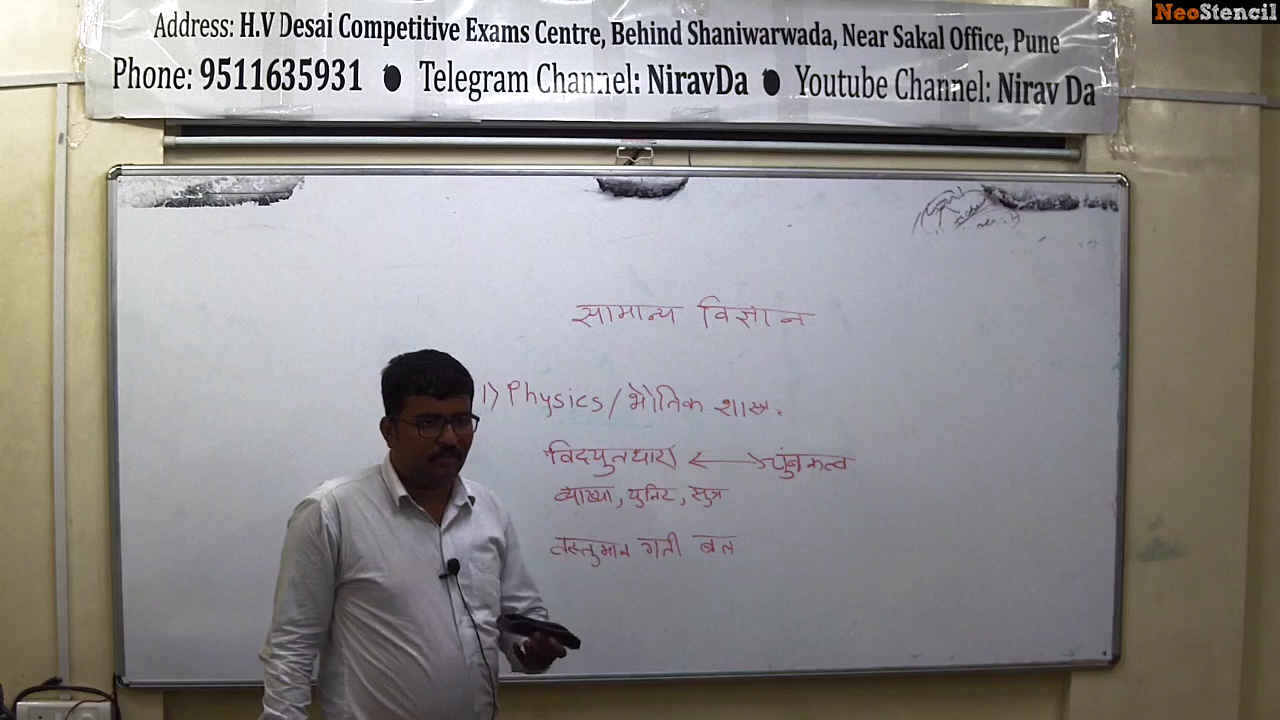 NeoStencil
Address: H.V Desai Competitive Exams Centre, Behind Shaniwarwada, Near Sakal Office, Pune
Phone: 9511635931 ● Telegram Channel: NiravDa ● Youtube Channel: Nirav Da
सामान्य विज्ञान
1) Physics / भौतिक शास्त्र.
विदयुतधारा ⟷ चुंबकत्व
व्याख्या, युनिट, सुत्र
वस्तुमान गती बल